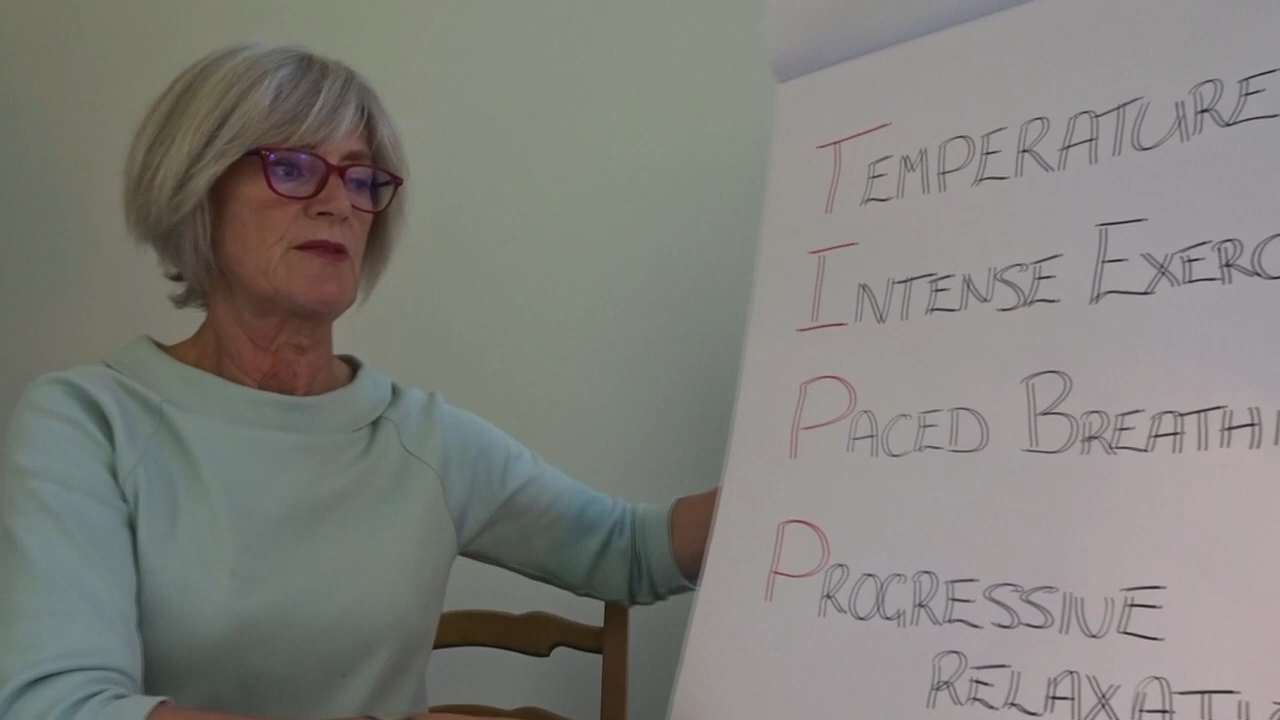 TEMPERATURE
INTENSE EXERC
PACED BREATHI
PROGRESSIVE
RELAXATI